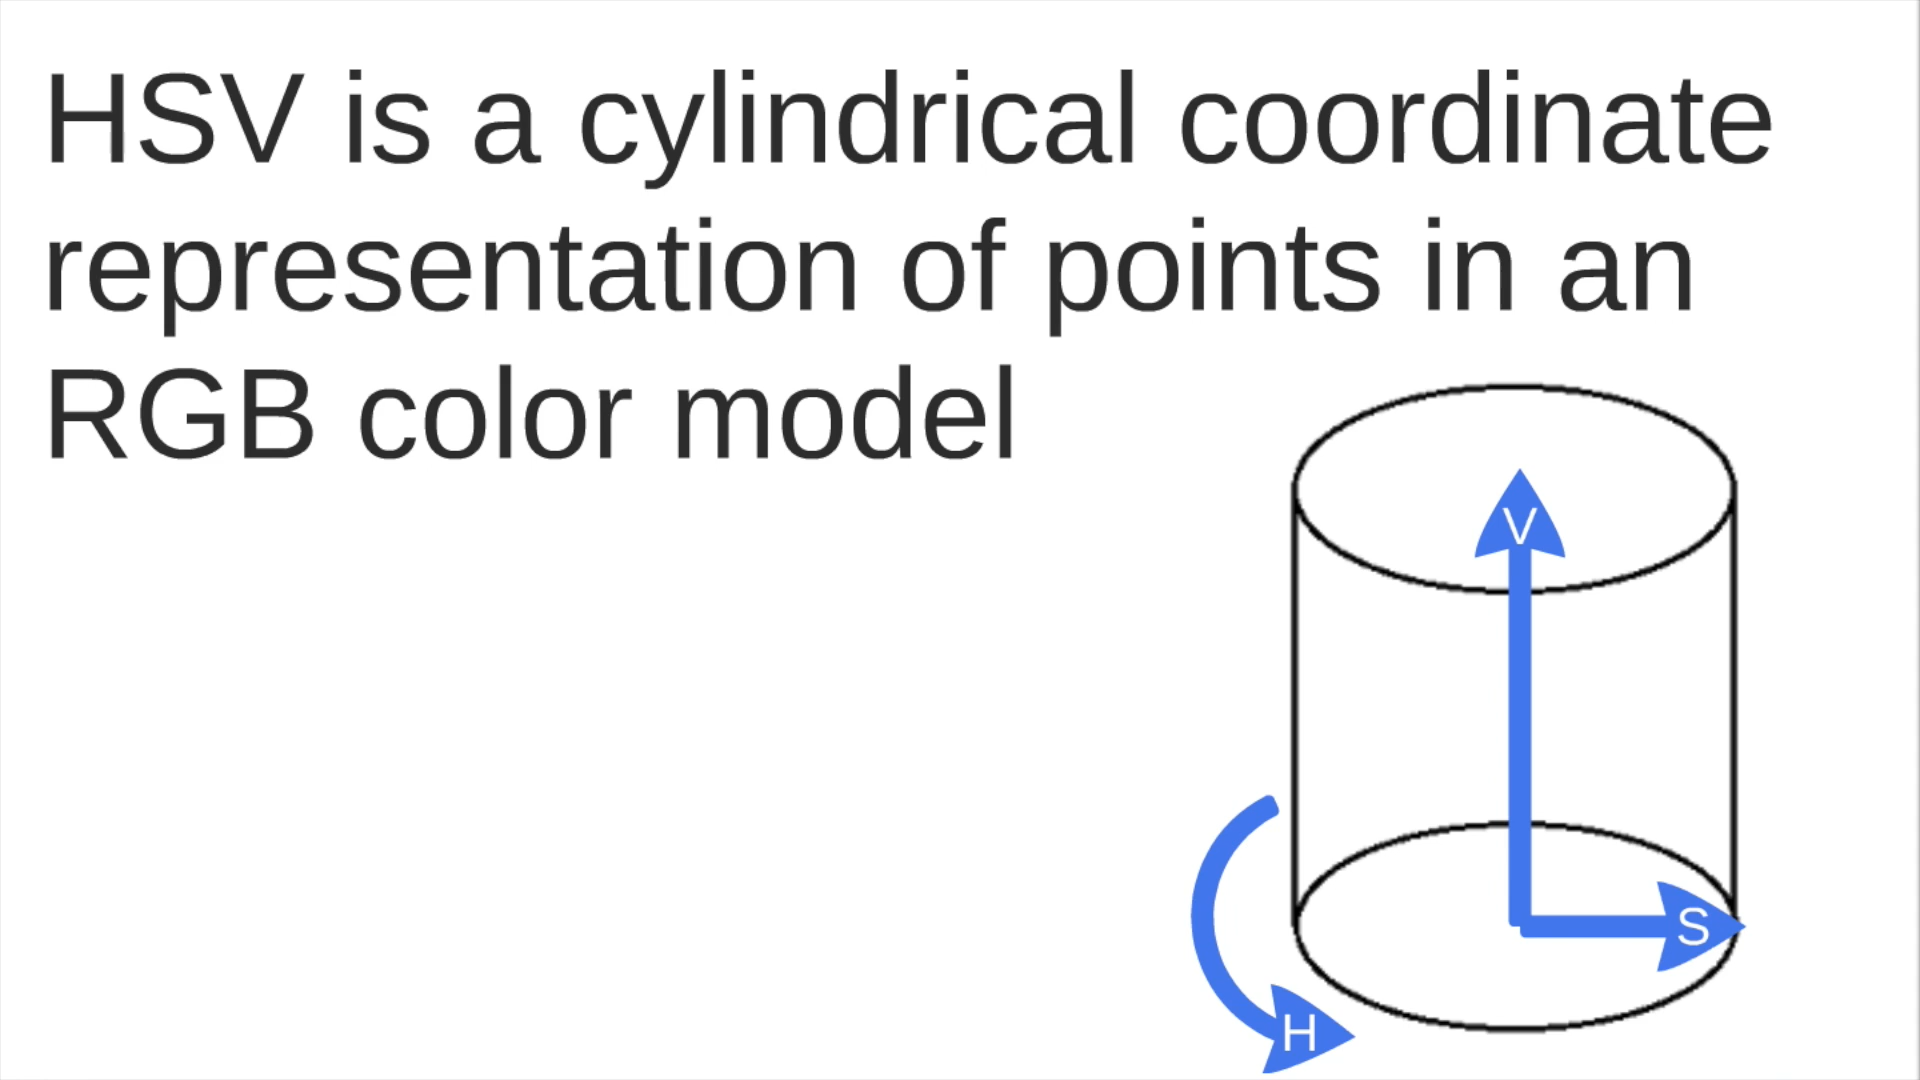 HSV is a cylindrical coordinate
representation of points in an
RGB color model
V
S
H